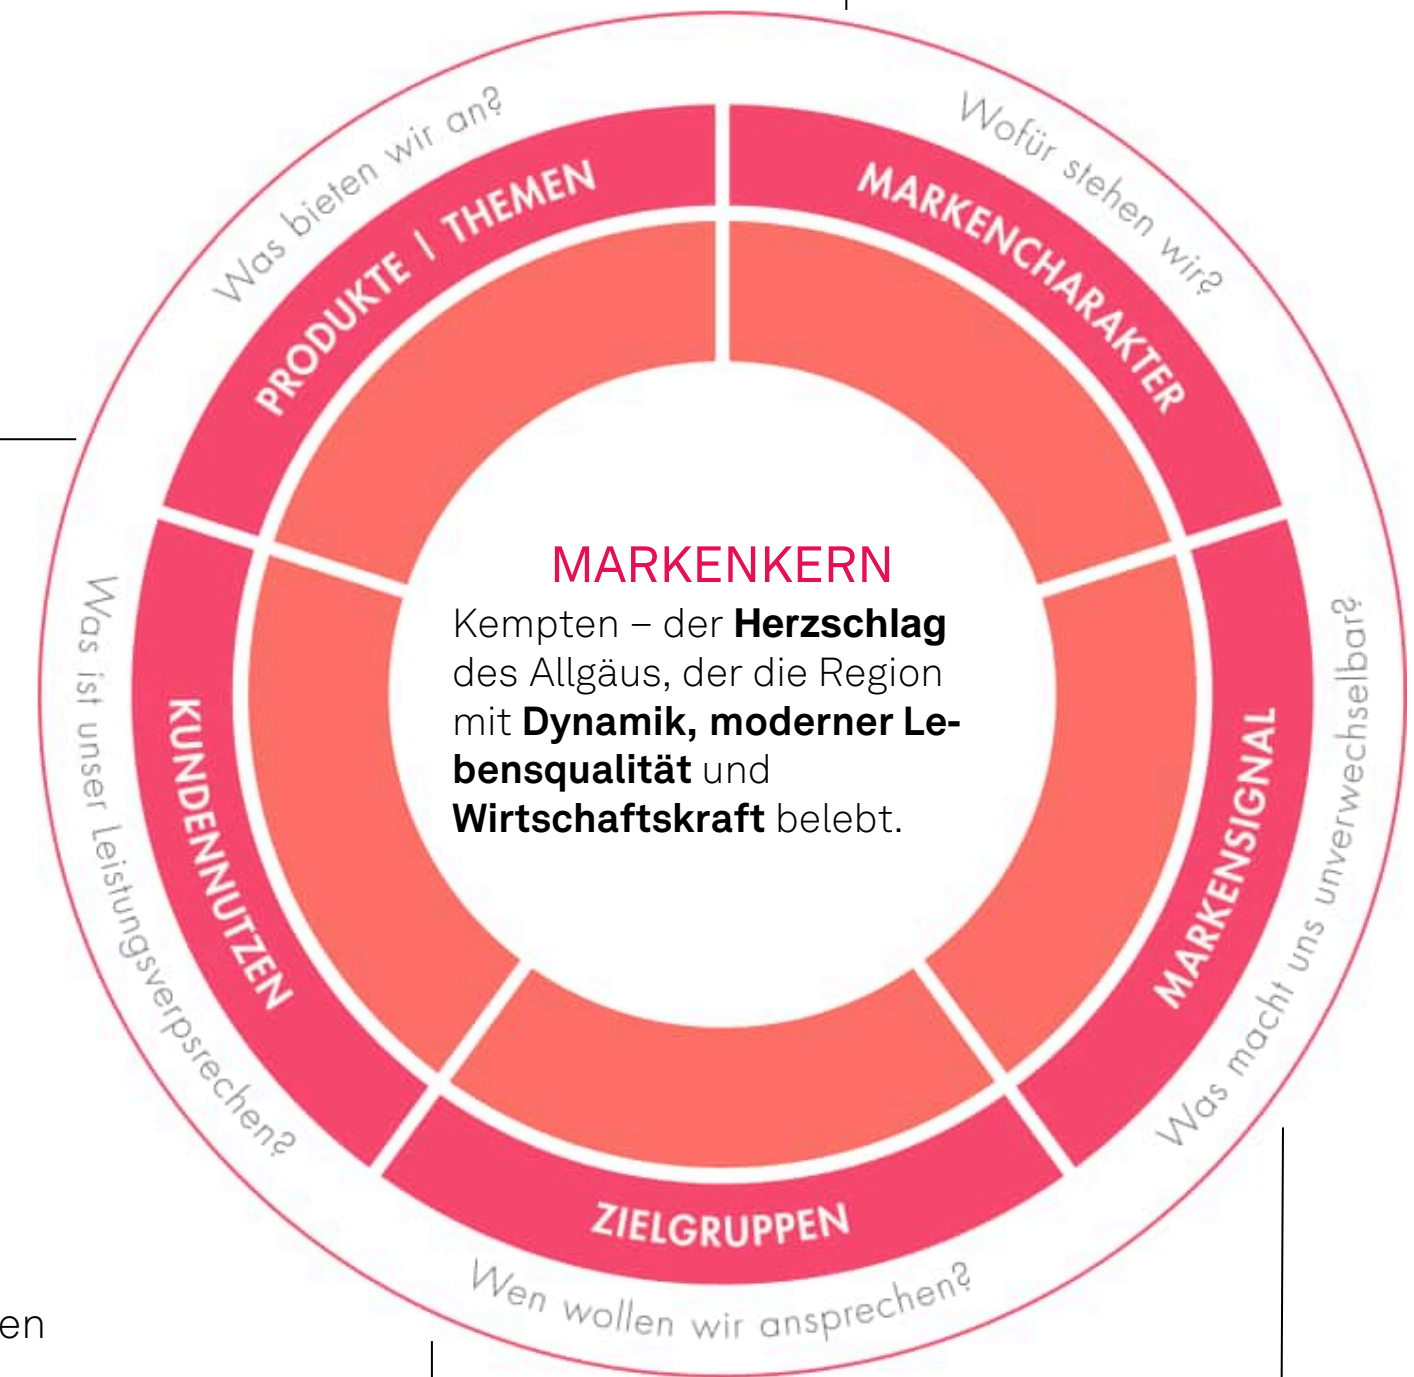 Was bieten wir an?
Wofür stehen wir?
PRODUKTE | THEMEN
MARKENCHARAKTER
MARKENKERN
Kempten – der Herzschlag
des Allgäus, der die Region
mit Dynamik, moderner Le-
bensqualität und
Wirtschaftskraft belebt.
Was ist unser Leistungsverpsrechen?
KUNDENNUTZEN
MARKENSIGNAL
Was macht uns unverwechselbar?
ZIELGRUPPEN
Wen wollen wir ansprechen?
en